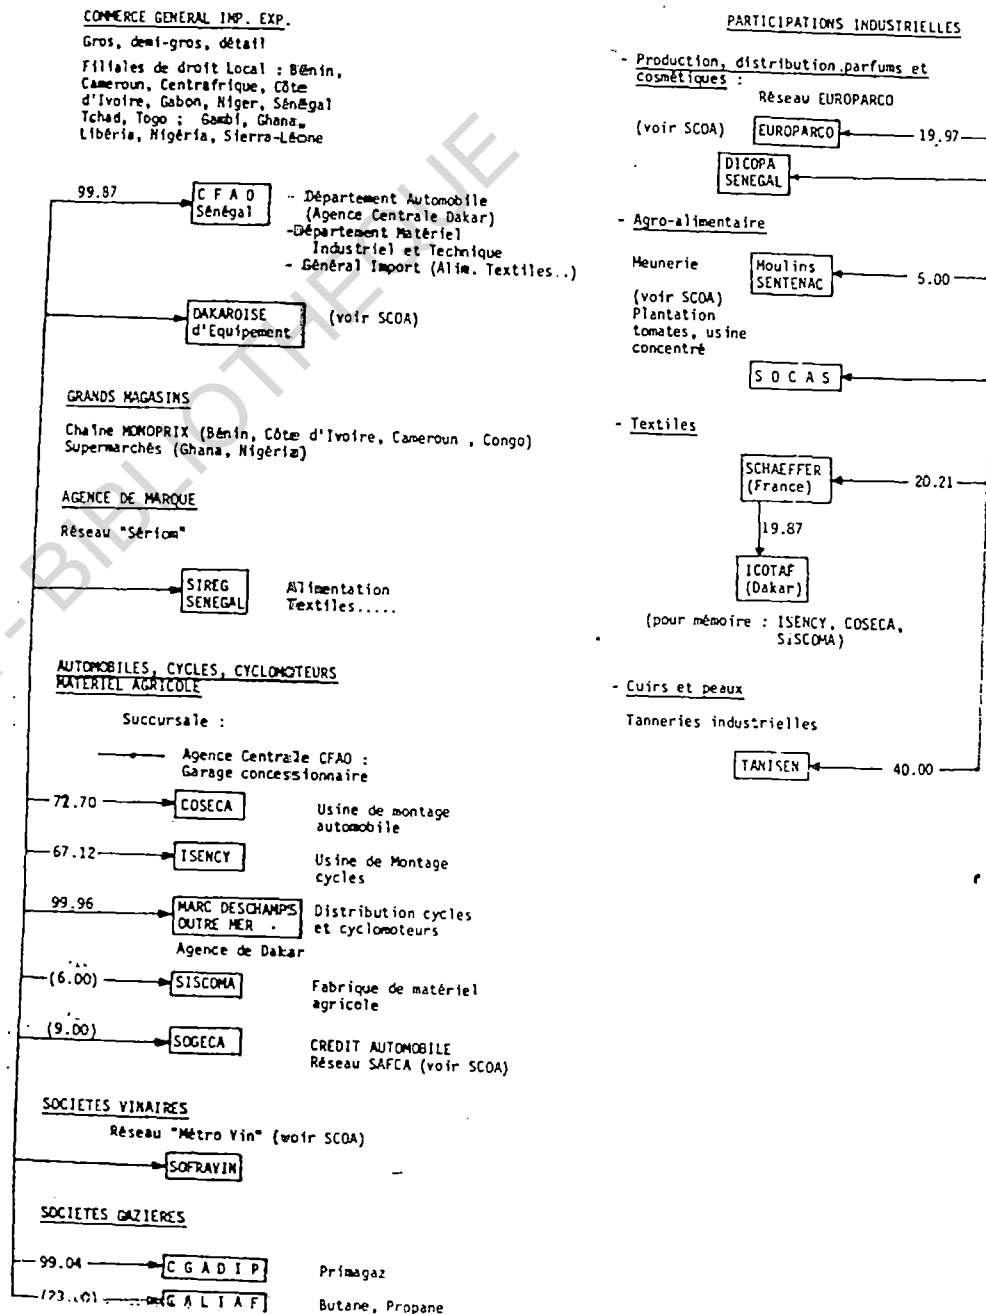 COMMERCE GENERAL IMP. EXP.
Gros, demi-gros, détail
Filiales de droit Local : Bénin,
Cameroun, Centrafrique, Côte
d'Ivoire, Gabon, Niger, Sénégal
Tchad, Togo ; Gambi, Ghana,
Libéria, Nigéria, Sierra-Léone
99.87
C F A O
Sénégal
- Département Automobile
(Agence Centrale Dakar)
-Département Matériel
Industriel et Technique
- Général Import (Alim. Textiles..)
DAKAROISE
d'Equipement
(voir SCOA)
GRANDS MAGASINS
Chaîne MONOPRIX (Bénin, Côte d'Ivoire, Cameroun , Congo)
Supermarchés (Ghana, Nigéria)
AGENCE DE MARQUE
Réseau "Sériom"
SIREG
SENEGAL
Alimentation
Textiles.....
AUTOMOBILES, CYCLES, CYCLOMOTEURS
MATERIEL AGRICOLE
Succursale :
Agence Centrale CFAO :
Garage concessionnaire
72.70
COSECA
Usine de montage
automobile
67.12
ISENCY
Usine de Montage
cycles
99.96
MARC DESCHAMPS
OUTRE MER
Distribution cycles
et cyclomoteurs
Agence de Dakar
(6.00)
SISCOMA
Fabrique de matériel
agricole
(9.00)
SOGECA
CREDIT AUTOMOBILE
Réseau SAFCA (voir SCOA)
SOCIETES VINAIRES
Réseau "Métro Vin" (voir SCOA)
SOFRAVIN
SOCIETES GAZIERES
99.04
C G A D I P
Primagaz
G A L I A F
Butane, Propane
PARTICIPATIONS INDUSTRIELLES
- Production, distribution parfums et
cosmétiques :
Réseau EUROPARCO
(voir SCOA)
EUROPARCO
19.97
DICOPA
SENEGAL
- Agro-alimentaire
Meunerie
Moulins
SENTENAC
5.00
(voir SCOA)
Plantation
tomates, usine
concentré
S O C A S
- Textiles
SCHAEFFER
(France)
20.21
19.87
ICOTAF
(Dakar)
(pour mémoire : ISENCY, COSECA,
SISCOMA)
- Cuirs et peaux
Tanneries industrielles
TANISEN
40.00
- BIBLIOTHEQUE